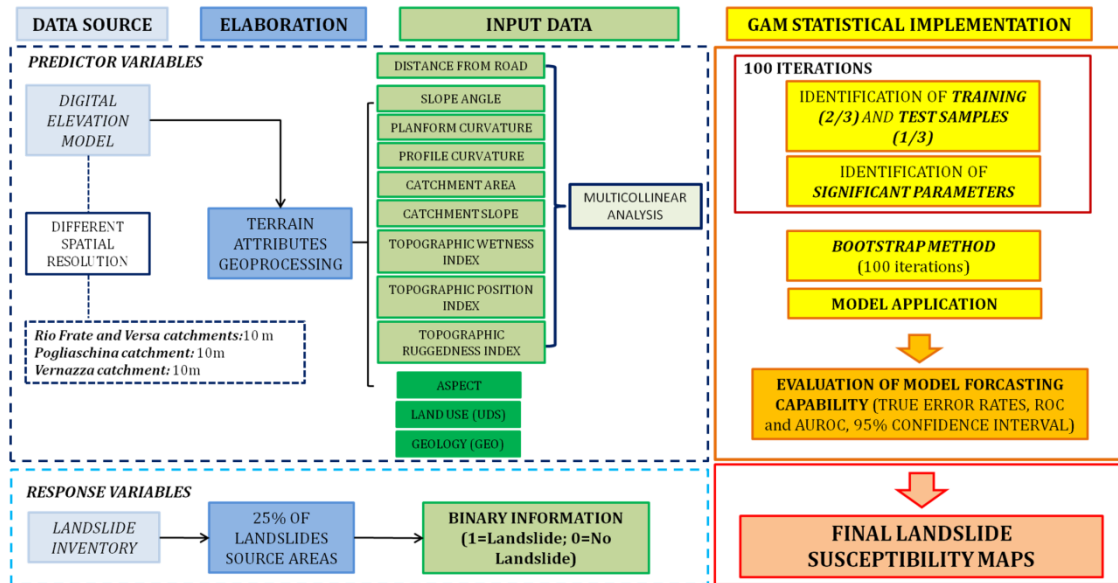 DATA SOURCE
ELABORATION
INPUT DATA
GAM STATISTICAL IMPLEMENTATION
PREDICTOR VARIABLES
DIGITAL
ELEVATION
MODEL
DIFFERENT
SPATIAL
RESOLUTION
Rio Frate and Versa catchments:10 m
Pogliaschina catchment: 10m
Vernazza catchment: 10m
TERRAIN
ATTRIBUTES
GEOPROCESSING
DISTANCE FROM ROAD
SLOPE ANGLE
PLANFORM CURVATURE
PROFILE CURVATURE
CATCHMENT AREA
CATCHMENT SLOPE
TOPOGRAPHIC WETNESS
INDEX
TOPOGRAPHIC POSITION
INDEX
TOPOGRAPHIC
RUGGEDNESS INDEX
ASPECT
LAND USE (UDS)
GEOLOGY (GEO)
MULTICOLLINEAR
ANALYSIS
100 ITERATIONS
IDENTIFICATION OF TRAINING
(2/3) AND TEST SAMPLES
(1/3)
IDENTIFICATION OF
SIGNIFICANT PARAMETERS
BOOTSTRAP METHOD
(100 iterations)
MODEL APPLICATION
EVALUATION OF MODEL FORCASTING
CAPABILITY (TRUE ERROR RATES, ROC
and AUROC, 95% CONFIDENCE INTERVAL)
RESPONSE VARIABLES
LANDSLIDE
INVENTORY
25% OF
LANDSLIDES
SOURCE AREAS
BINARY INFORMATION
(1=Landslide; 0=No
Landslide)
FINAL LANDSLIDE
SUSCEPTIBILITY MAPS